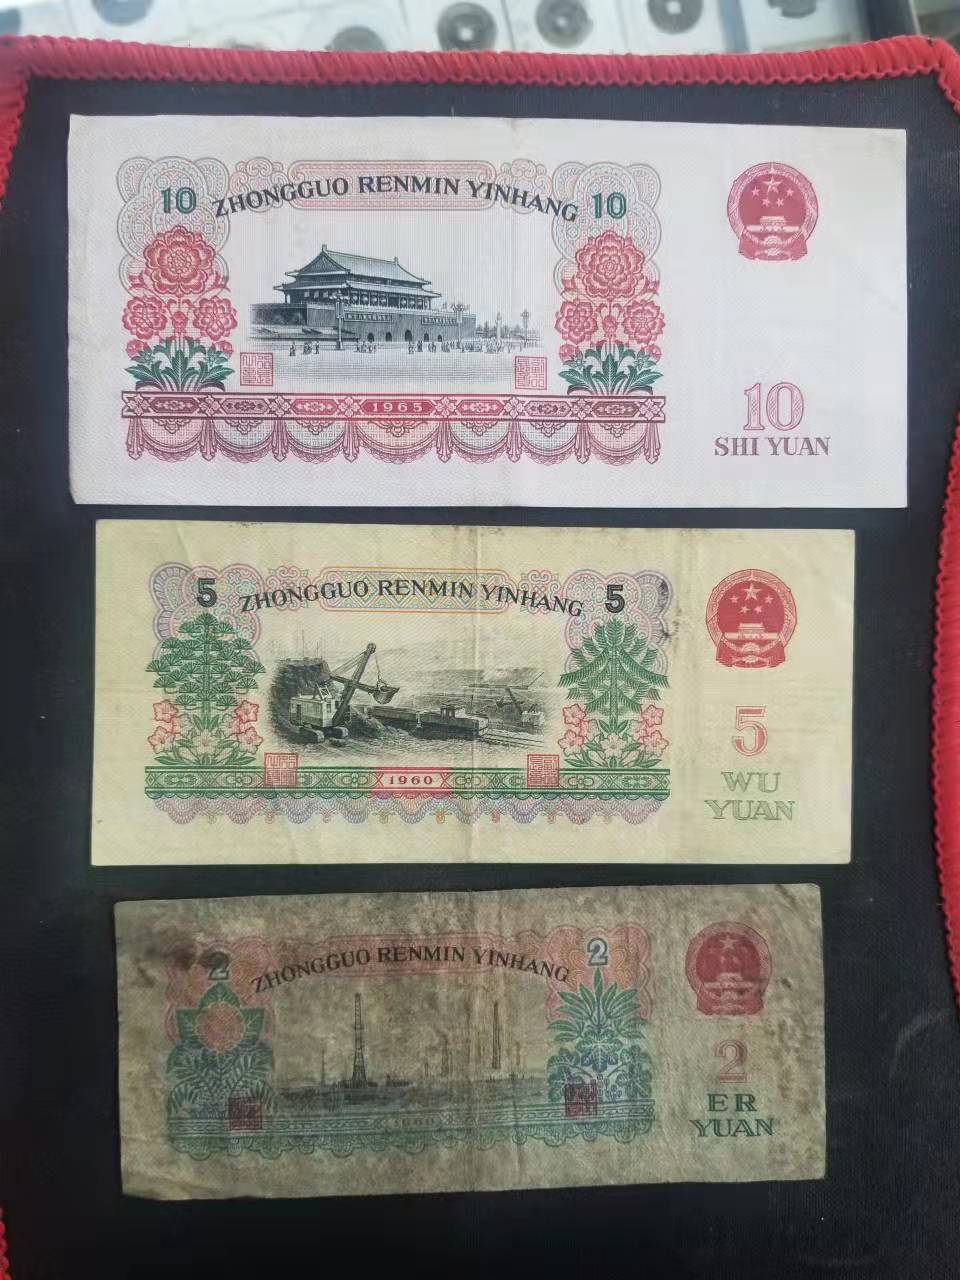 10 ZHONGGUO RENMIN YINHANG 10
1965
10
SHI YUAN
5 ZHONGGUO RENMIN YINHANG 5
1960
5
WU
YUAN
2 ZHONGGUO RENMIN YINHANG 2
1960
2
ER
YUAN